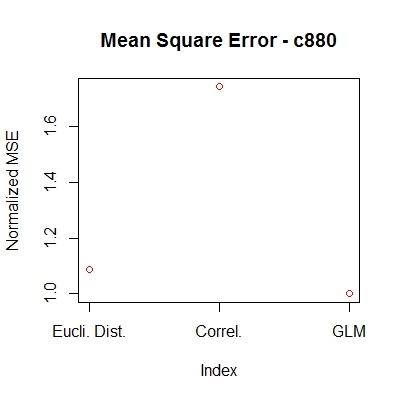 Mean Square Error - c880
Normalized MSE
1.6
1.4
1.2
1.0
Eucli. Dist.
Correl.
GLM
Index